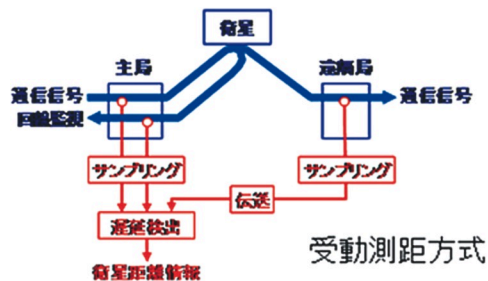 衛星
主局
遠隔局
通信信号
通信信号
回線監視
サンプリング
サンプリング
伝送
遅延検出
受動測距方式
衛星距離情報